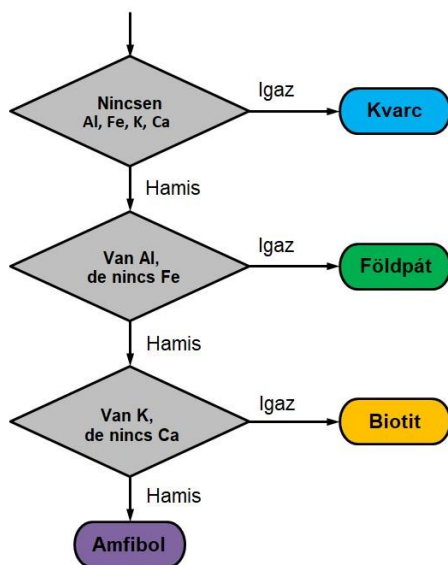 Nincsen
Al, Fe, K, Ca
Igaz
Kvarc
Hamis
Van Al,
de nincs Fe
Igaz
Földpát
Hamis
Van K,
de nincs Ca
Igaz
Biotit
Hamis
Amfibol